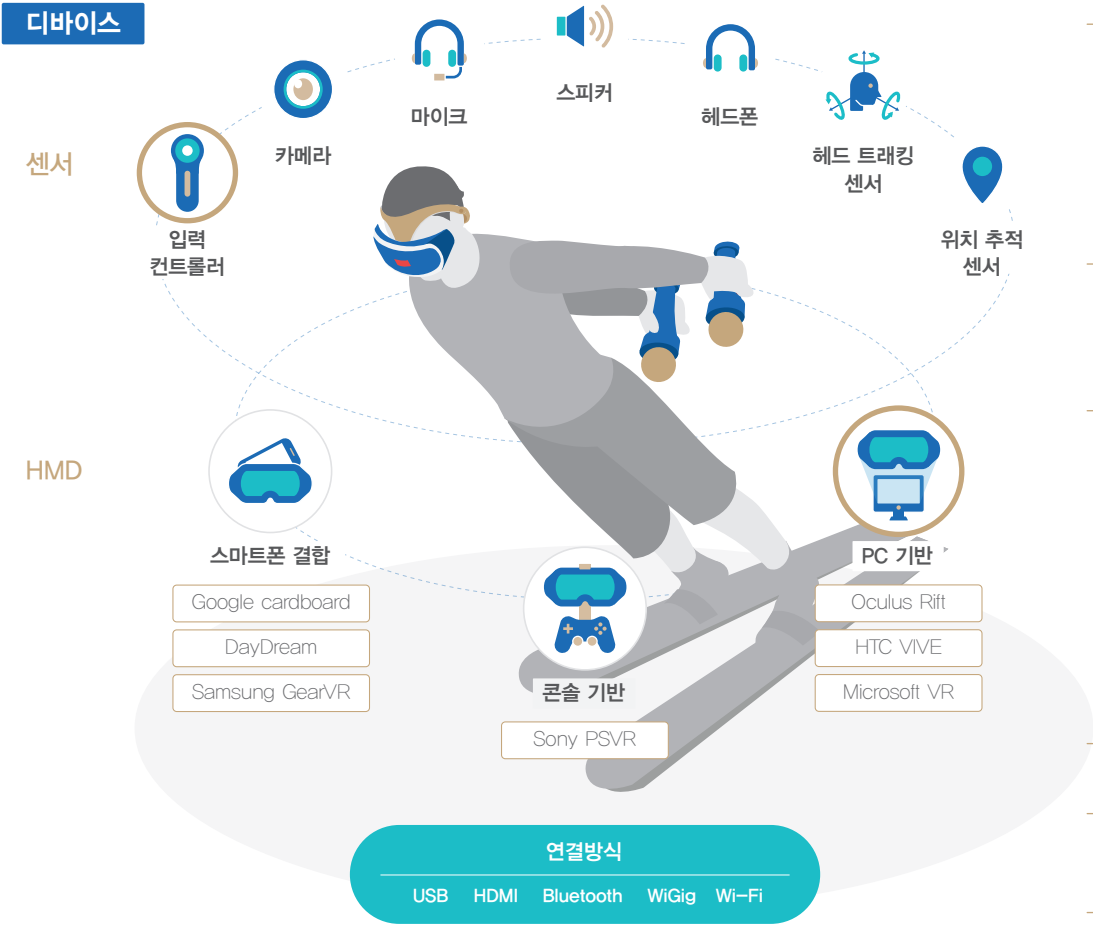 디바이스
센서
입력
컨트롤러
카메라
마이크
스피커
헤드폰
헤드 트래킹
센서
위치 추적
센서
HMD
스마트폰 결합
Google cardboard
DayDream
Samsung GearVR
콘솔 기반
Sony PSVR
PC 기반
Oculus Rift
HTC VIVE
Microsoft VR
연결방식
USB HDMI Bluetooth WiGig Wi-Fi